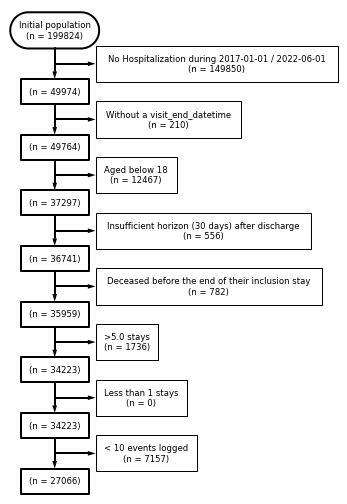 Initial population
(n = 199824)
No Hospitalization during 2017-01-01 / 2022-06-01
(n = 149850)
(n = 49974)
Without a visit_end_datetime
(n = 210)
(n = 49764)
Aged below 18
(n = 12467)
(n = 37297)
Insufficient horizon (30 days) after discharge
(n = 556)
(n = 36741)
Deceased before the end of their inclusion stay
(n = 782)
(n = 35959)
>5.0 stays
(n = 1736)
(n = 34223)
Less than 1 stays
(n = 0)
(n = 34223)
< 10 events logged
(n = 7157)
(n = 27066)